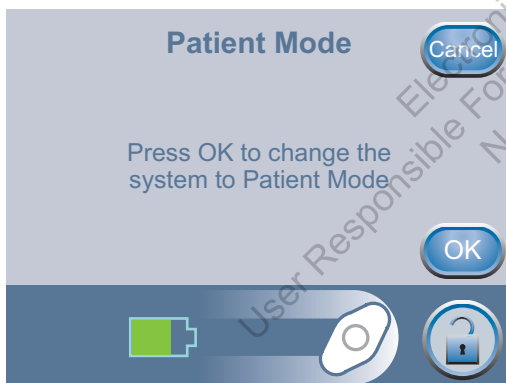 Patient Mode
Cancel
Press OK to change the
system to Patient Mode
OK
Electron
User Responsible For
N